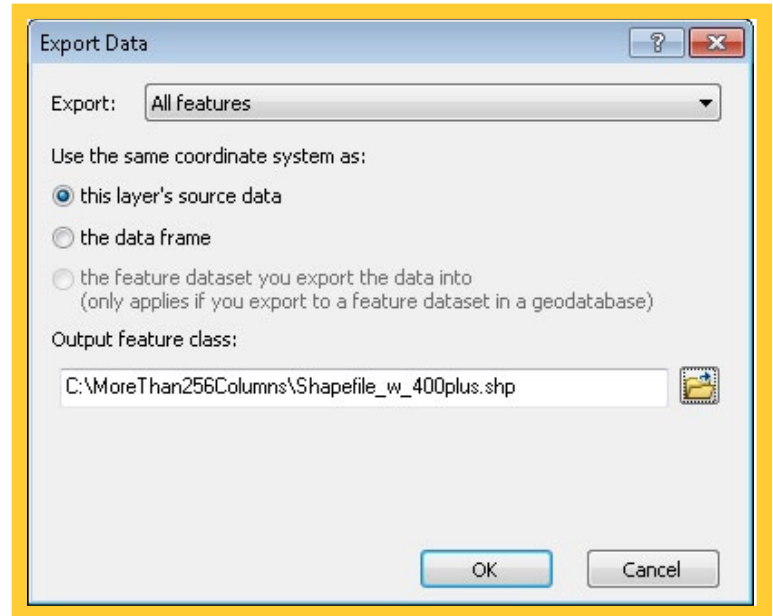 Export Data
Export: All features
Use the same coordinate system as:
this layer's source data
the data frame
the feature dataset you export the data into
(only applies if you export to a feature dataset in a geodatabase)
Output feature class:
C:\MoreThan256Columns\Shapefile_w_400plus.shp
OK Cancel